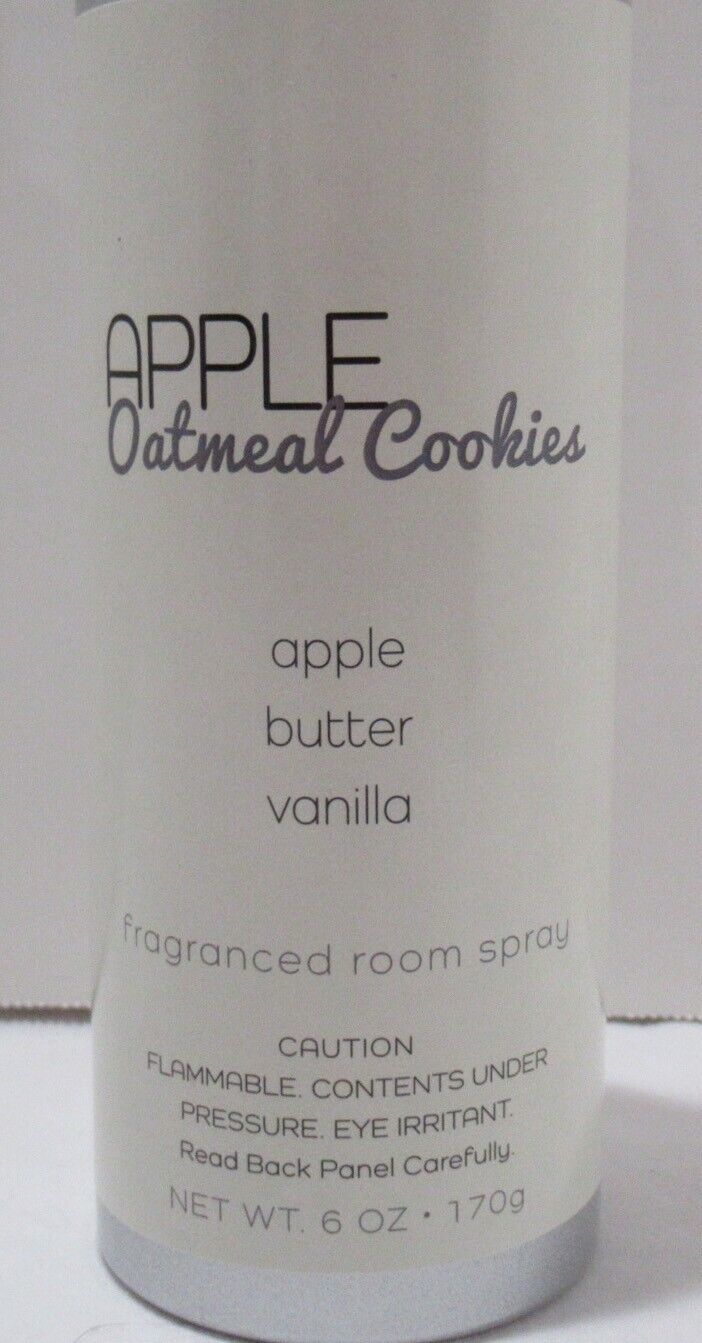 APPLE
Oatmeal Cookies
apple
butter
vanilla
fragranced room spray
CAUTION
FLAMMABLE. CONTENTS UNDER
PRESSURE. EYE IRRITANT.
Read Back Panel Carefully.
NET WT. 6 OZ • 170g